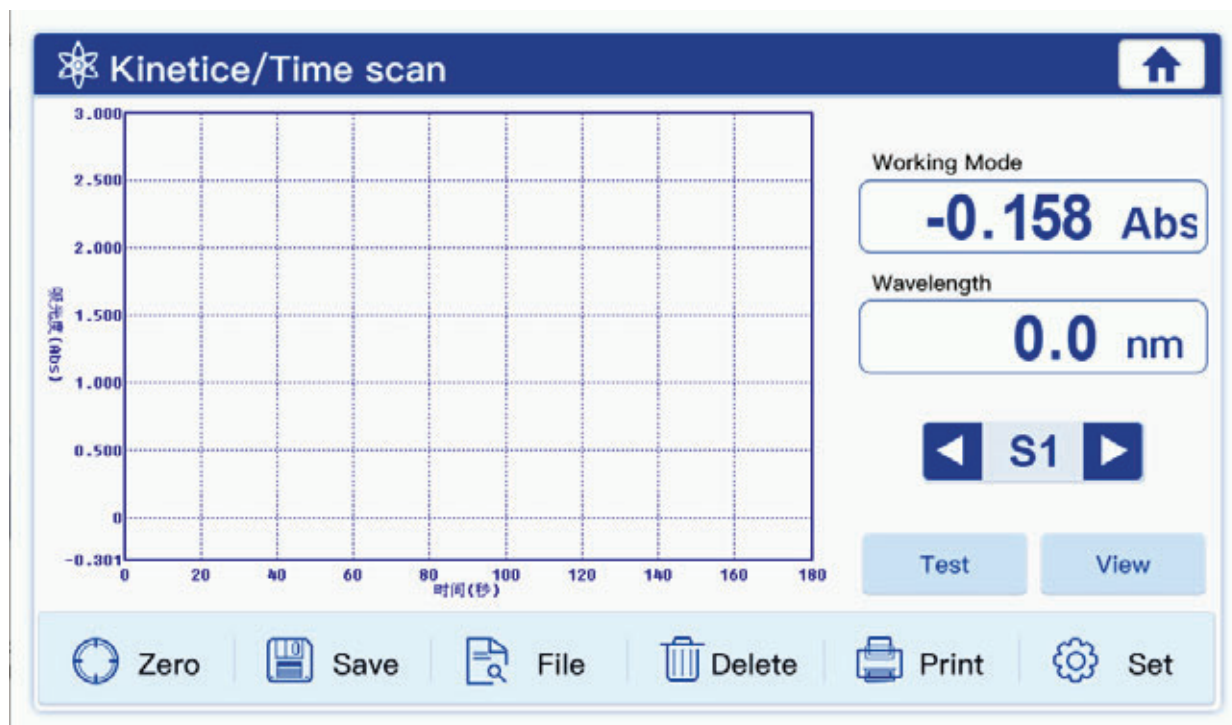 Kinetice/Time scan
3.000
2.500
2.000
1.500
1.000
0.500
0
-0.301
吸光度(Abs)
0 20 40 60 80 100 120 140 160 180
时间(秒)
Working Mode
-0.158 Abs
Wavelength
0.0 nm
S1
Test View
Zero Save File Delete Print Set